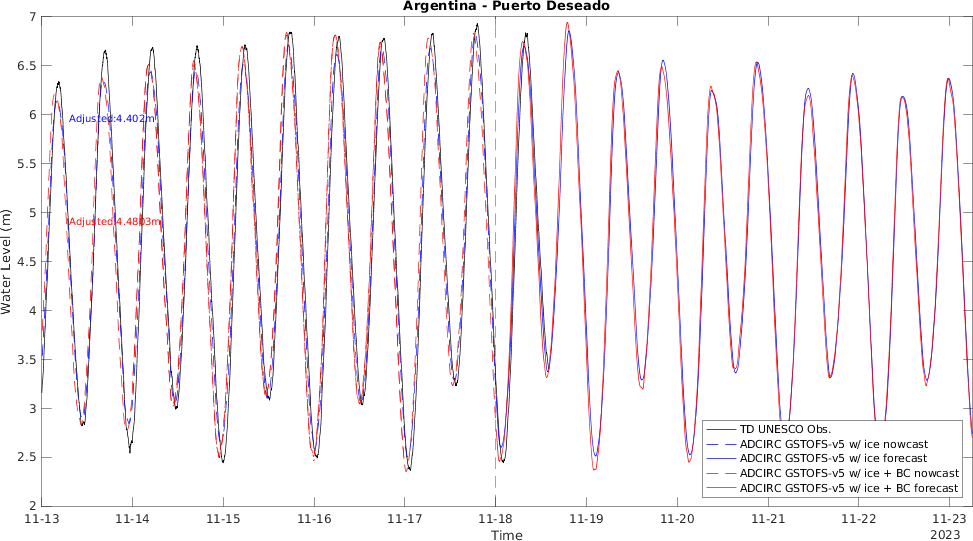 Argentina - Puerto Deseado
7
6.5
6
5.5
5
4.5
4
3.5
3
2.5
2
Water Level (m)
Adjusted:4.402m
Adjusted:4.4803m
TD UNESCO Obs.
ADCIRC GSTOFS-v5 w/ ice nowcast
ADCIRC GSTOFS-v5 w/ ice forecast
ADCIRC GSTOFS-v5 w/ ice + BC nowcast
ADCIRC GSTOFS-v5 w/ ice + BC forecast
11-13 11-14 11-15 11-16 11-17 11-18 11-19 11-20 11-21 11-22 11-23
Time
2023